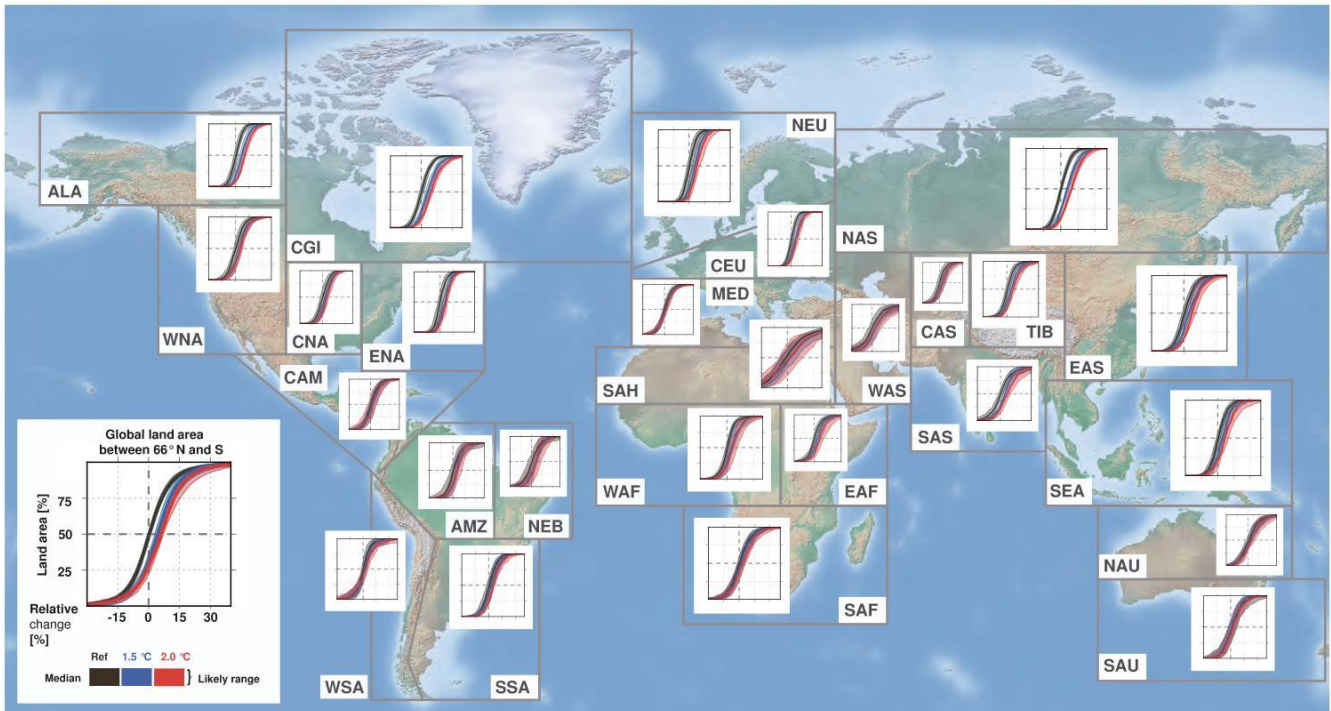 NEU
ALA
CGI
NAS
CEU
MED
WNA
CNA
ENA
CAS
TIB
EAS
CAM
SAH
WAS
SAS
WAF
EAF
SEA
AMZ
NEB
NAU
SAF
SAU
WSA
SSA
Global land area
between 66° N and S
Land area [%]
75
50
25
Relative
change
[%]
-15 0 15 30
Ref 1.5 °C 2.0 °C
Median } Likely range